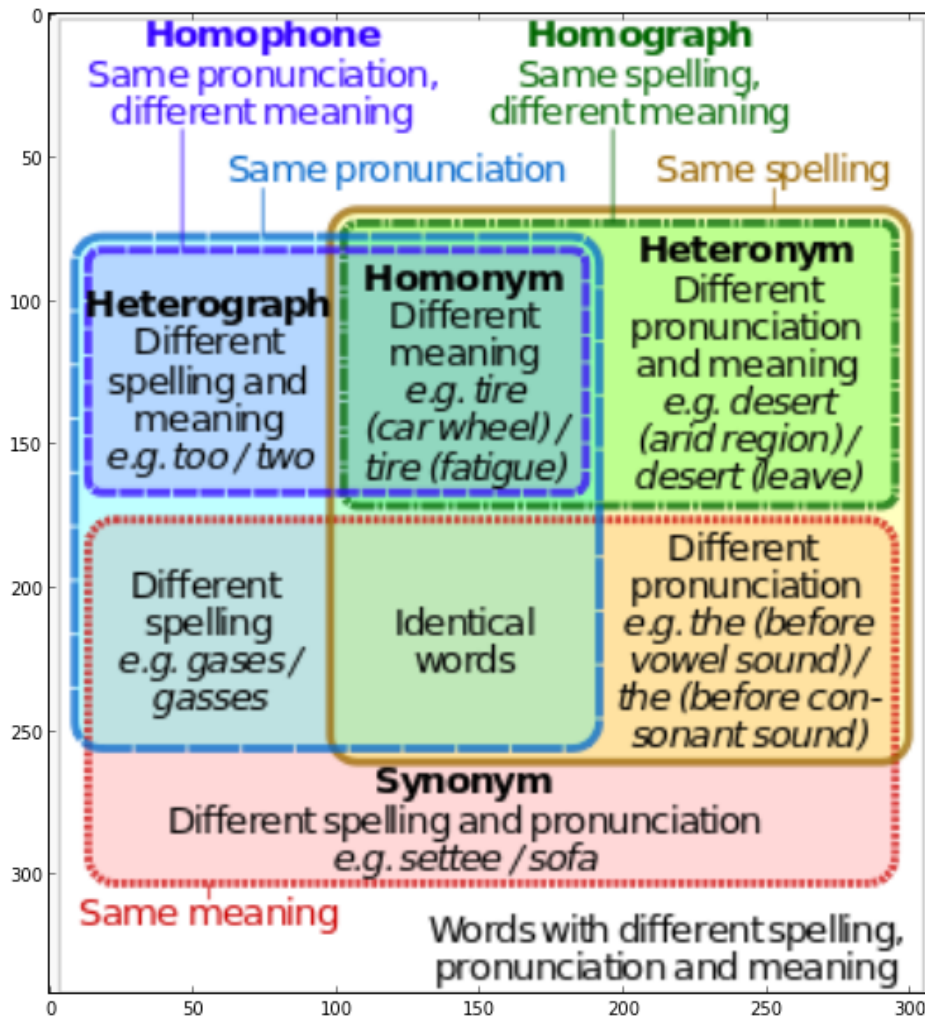 Homophone
Same pronunciation,
different meaning
Homograph
Same spelling,
different meaning
Same pronunciation
Same spelling
Heterograph
Different
spelling and
meaning
e.g. too / two
Homonym
Different
meaning
e.g. tire
(car wheel) /
tire (fatigue)
Heteronym
Different
pronunciation
and meaning
e.g. desert
(arid region) /
desert (leave)
Different
spelling
e.g. gases /
gasses
Identical
words
Different
pronunciation
e.g. the (before
vowel sound) /
the (before con-
sonant sound)
Synonym
Different spelling and pronunciation
e.g. settee / sofa
Same meaning
Words with different spelling,
pronunciation and meaning
0
50
100
150
200
250
300
0 50 100 150 200 250 300